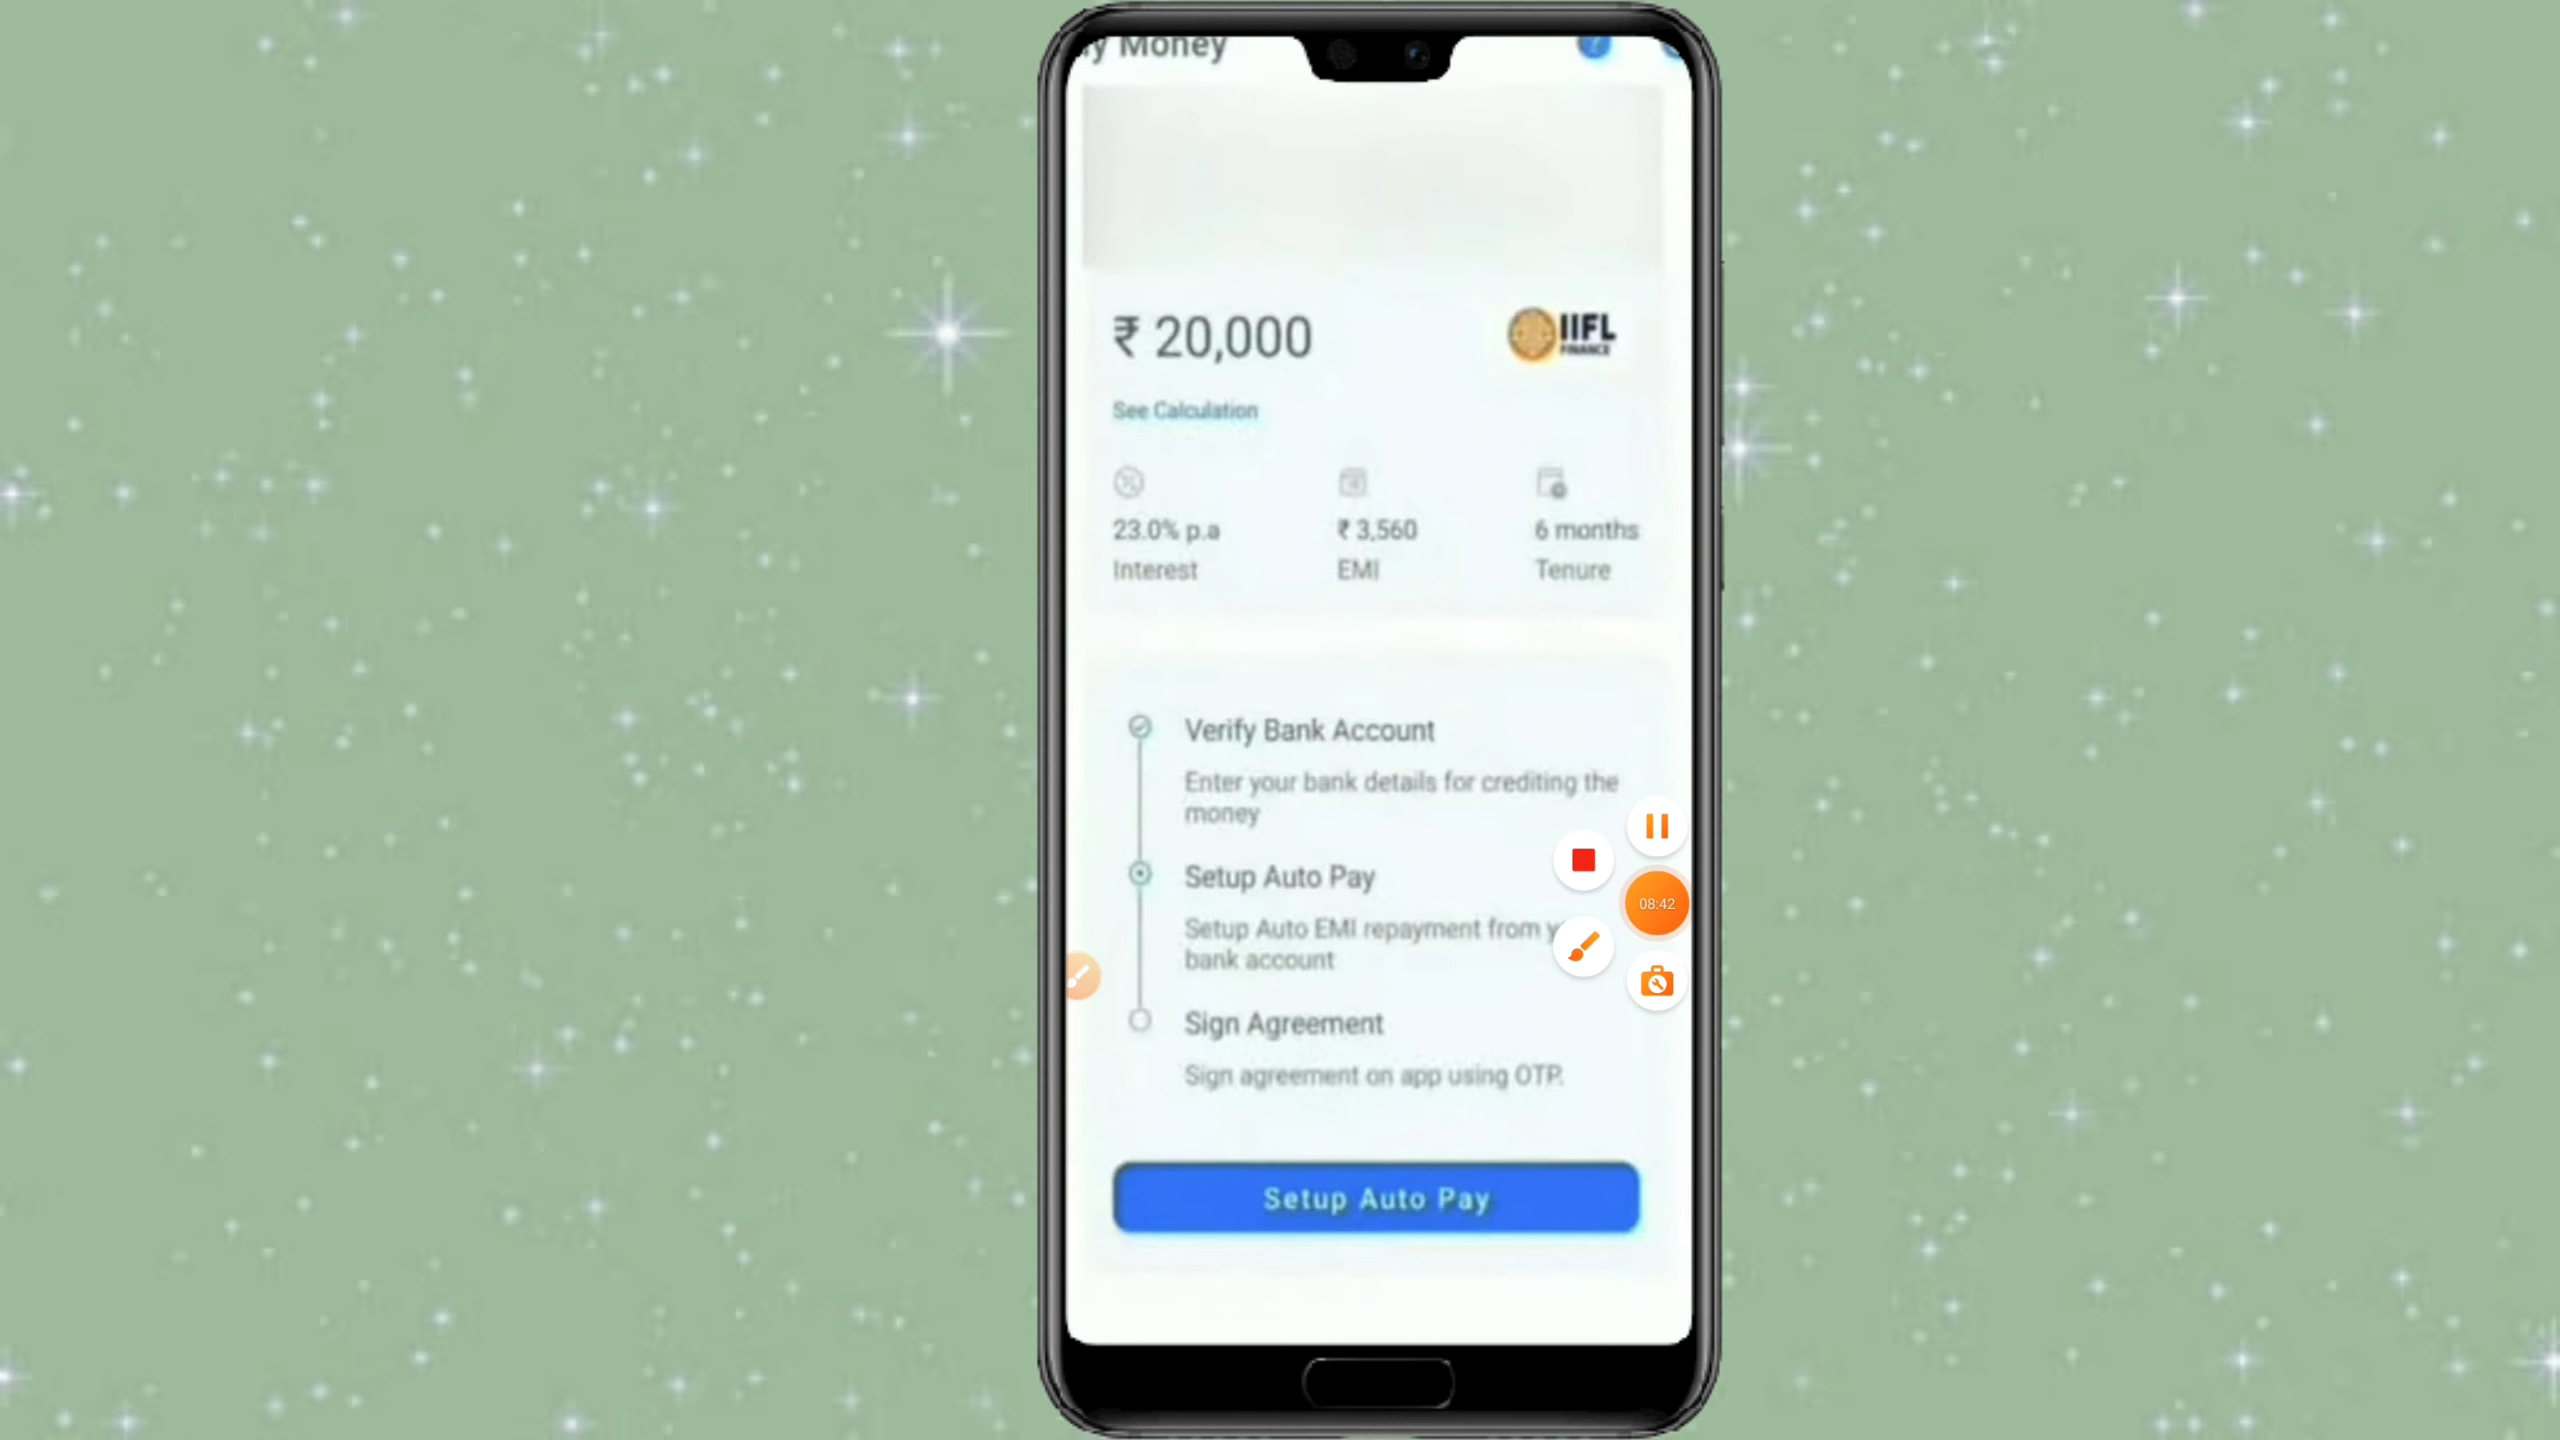 y Money
₹ 20,000
IIFL
FINANCE
See Calculation
23.0% p.a
Interest
₹ 3,560
EMI
6 months
Tenure
Verify Bank Account
Enter your bank details for crediting the
money
Setup Auto Pay
Setup Auto EMI repayment from y
bank account
08:42
Sign Agreement
Sign agreement on app using OTP.
Setup Auto Pay